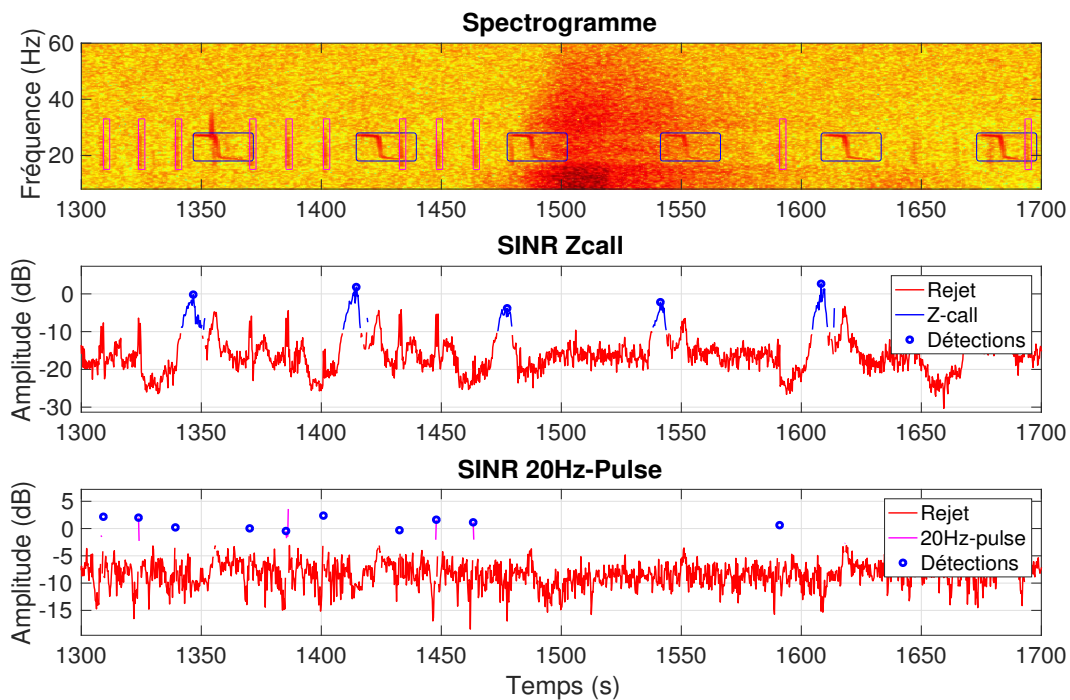 Spectrogramme
Fréquence (Hz)
60
40
20
1300 1350 1400 1450 1500 1550 1600 1650 1700
SINR Zcall
Amplitude (dB)
0
-10
-20
-30
Rejet
Z-call
Détections
1300 1350 1400 1450 1500 1550 1600 1650 1700
SINR 20Hz-Pulse
Amplitude (dB)
5
0
-5
-10
-15
Rejet
20Hz-pulse
Détections
1300 1350 1400 1450 1500 1550 1600 1650 1700
Temps (s)